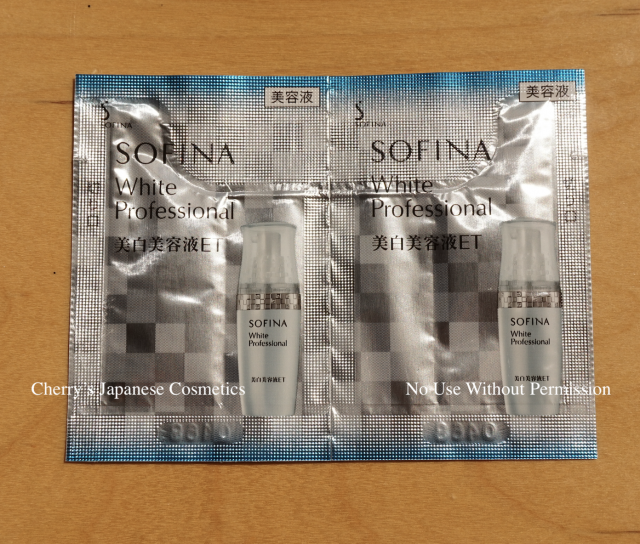 美容液
SOFINA
SOFINA
White
Professional
美白美容液ET
SOFINA
White
Professional
美白美容液ET
美容液
SOFINA
SOFINA
White
Professional
美白美容液ET
SOFINA
White
Professional
美白美容液ET
Cherry's Japanese Cosmetics
No Use Without Permission